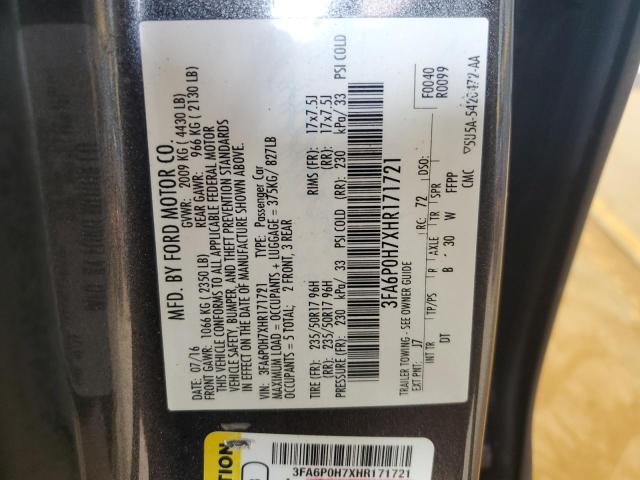 MFD. BY FORD MOTOR CO.
DATE: 07/16 GVWR: 2009 KG ( 4430 LB)
FRONT GAWR: 1066 KG ( 2350 LB) REAR GAWR: 966 KG ( 2130 LB)
THIS VEHICLE CONFORMS TO ALL APPLICABLE FEDERAL MOTOR
VEHICLE SAFETY, BUMPER, AND THEFT PREVENTION STANDARDS
IN EFFECT ON THE DATE OF MANUFACTURE SHOWN ABOVE.
VIN: 3FA6P0H7XHR171721 TYPE: Passenger Car
MAXIMUM LOAD = OCCUPANTS + LUGGAGE = 375KG/ 827LB
OCCUPANTS = 5 TOTAL; 2 FRONT, 3 REAR
TIRE (FR): 235/50R17 96H RIMS (FR): 17x7.5J
(RR): 235/50R17 96H (RR): 17x7.5J
PRESSURE (FR): 230 kPa/ 33 PSI COLD (RR): 230 kPa/ 33 PSI COLD
3FA6P0H7XHR171721
TRAILER TOWING - SEE OWNER GUIDE F0040
R0099
EXT PNT: J7 RC: 72 DSO:
INT TR TP/PS R AXLE TR SPR
DT B 30 W FFPP
CMC
3FA6P0H7XHR171721